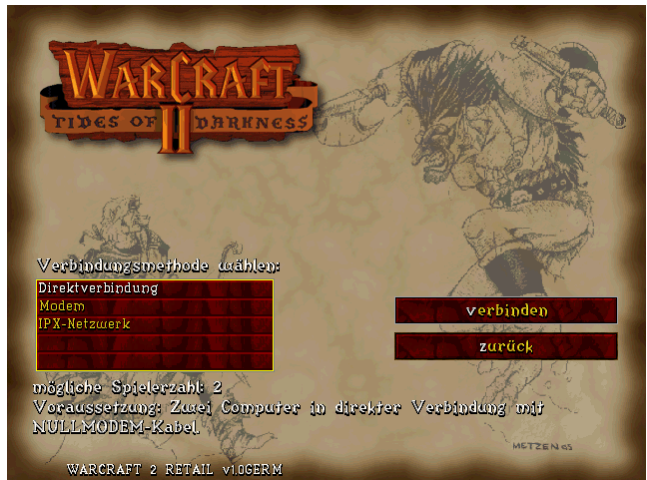 WARCRAFT
II
TIDES OF DARKNESS
Verbindungsmethode wählen:
Direktverbindung
Modem
IPX-Netzwerk
verbinden
zurück
mögliche Spielerzahl: 2
Voraussetzung: Zwei Computer in direkter Verbindung mit
NULLMODEM-Kabel.
METZEN 95
WARCRAFT 2 RETAIL v1.0GERM